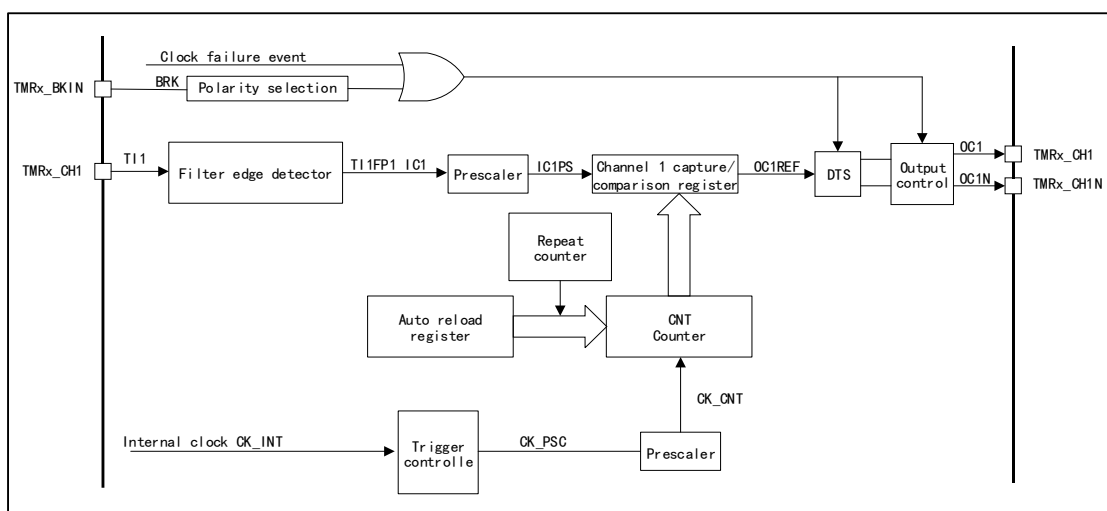 Clock failure event
TMRx_BKIN
BRK
Polarity selection
TMRx_CH1
TI1
Filter edge detector
TI1FP1 IC1
Prescaler
IC1PS
Channel 1 capture/
comparison register
OC1REF
DTS
Output
control
OC1
TMRx_CH1
OC1N
TMRx_CH1N
Repeat
counter
Auto reload
register
CNT
Counter
CK_CNT
Internal clock CK_INT
Trigger
controlle
CK_PSC
Prescaler